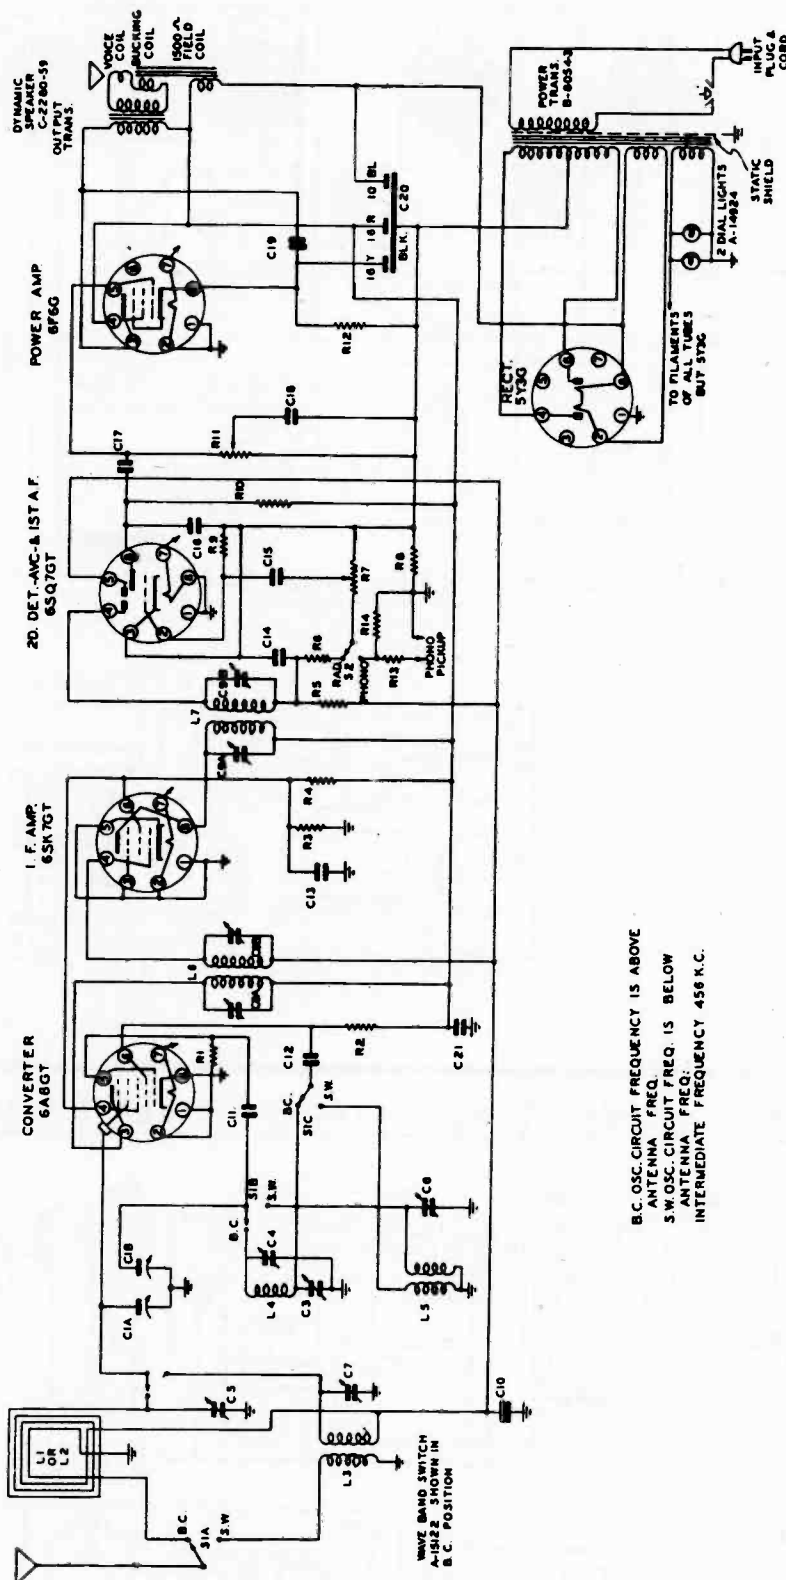 DYNAMIC
SPEAKER
C-2280-59
OUTPUT
TRANS.
VOICE
COIL
BUCKING
COIL
1500Ω
FIELD
COIL
POWER AMP
6F6G
C19
16 Y
16 R
10 BL
BLK.
C20
R12
POWER
TRANS.
B-8054-3
INPUT
PLUG &
CORD
STATIC
SHIELD
2 DIAL LIGHTS
A-14924
RECT.
5Y3G
TO FILAMENTS
OF ALL TUBES
BUT 5Y3G
2D. DET.-AVC-& 1ST A.F.
6SQ7GT
C17
R11
C18
R10
C16
R9
C15
R7
R8
C14
R6
RAD.
S2
R14
R5
PHONO
R13
PHONO
PICKUP
L7
C9B
C9A
I. F. AMP.
6SK7GT
R4
R3
C13
L6
C8B
C8A
CONVERTER
6A8GT
R1
C11
C12
R2
C21
B.C.
S1C
S.W.
S1B
S.W.
B.C.
C4
L4
C3
C6
L5
C1A
C1B
C5
C7
L1
OR
L2
B.C.
S1A
S.W
L3
C10
WAVE BAND SWITCH
A-15122 SHOWN IN
B.C. POSITION
B.C. OSC. CIRCUIT FREQUENCY IS ABOVE
ANTENNA FREQ.
S.W. OSC. CIRCUIT FREQ. IS BELOW
ANTENNA FREQ.
INTERMEDIATE FREQUENCY 456 K.C.